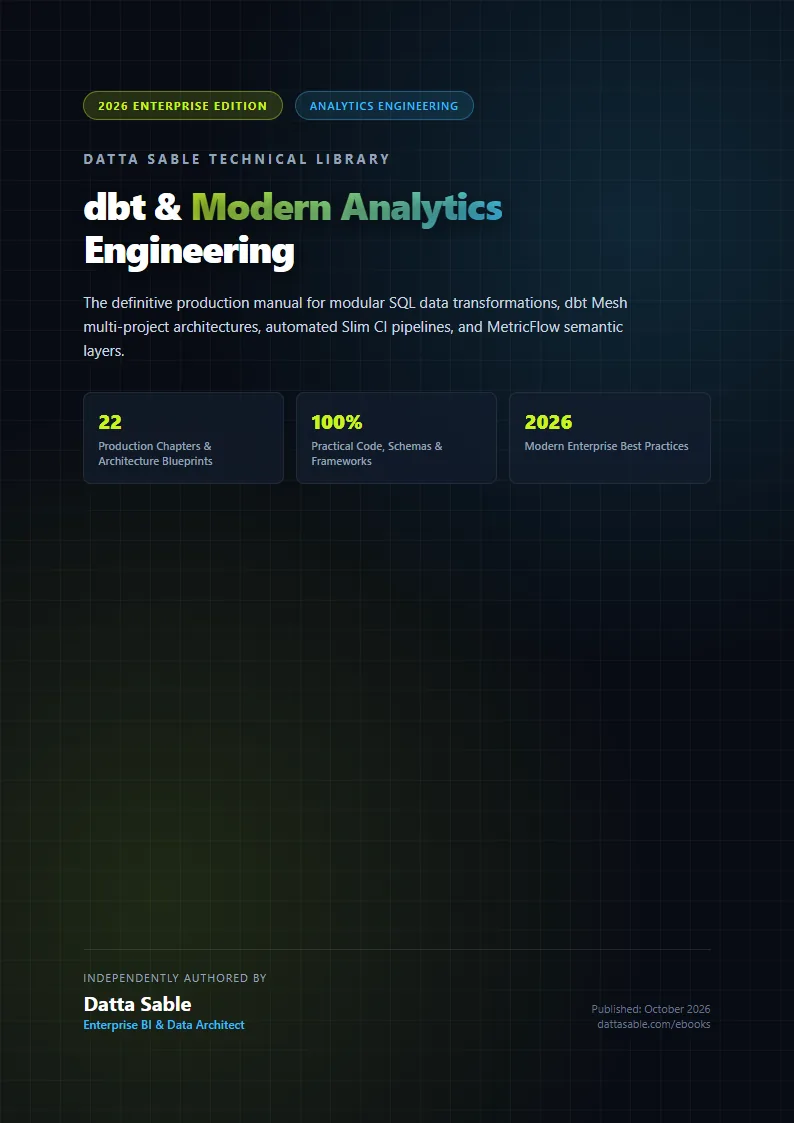 2026 ENTERPRISE EDITION
ANALYTICS ENGINEERING
DATTA SABLE TECHNICAL LIBRARY
dbt & Modern Analytics
Engineering
The definitive production manual for modular SQL data transformations, dbt Mesh
multi-project architectures, automated Slim CI pipelines, and MetricFlow semantic
layers.
22
Production Chapters &
Architecture Blueprints
100%
Practical Code, Schemas &
Frameworks
2026
Modern Enterprise Best Practices
INDEPENDENTLY AUTHORED BY
Datta Sable
Enterprise BI & Data Architect
Published: October 2026
dattasable.com/ebooks